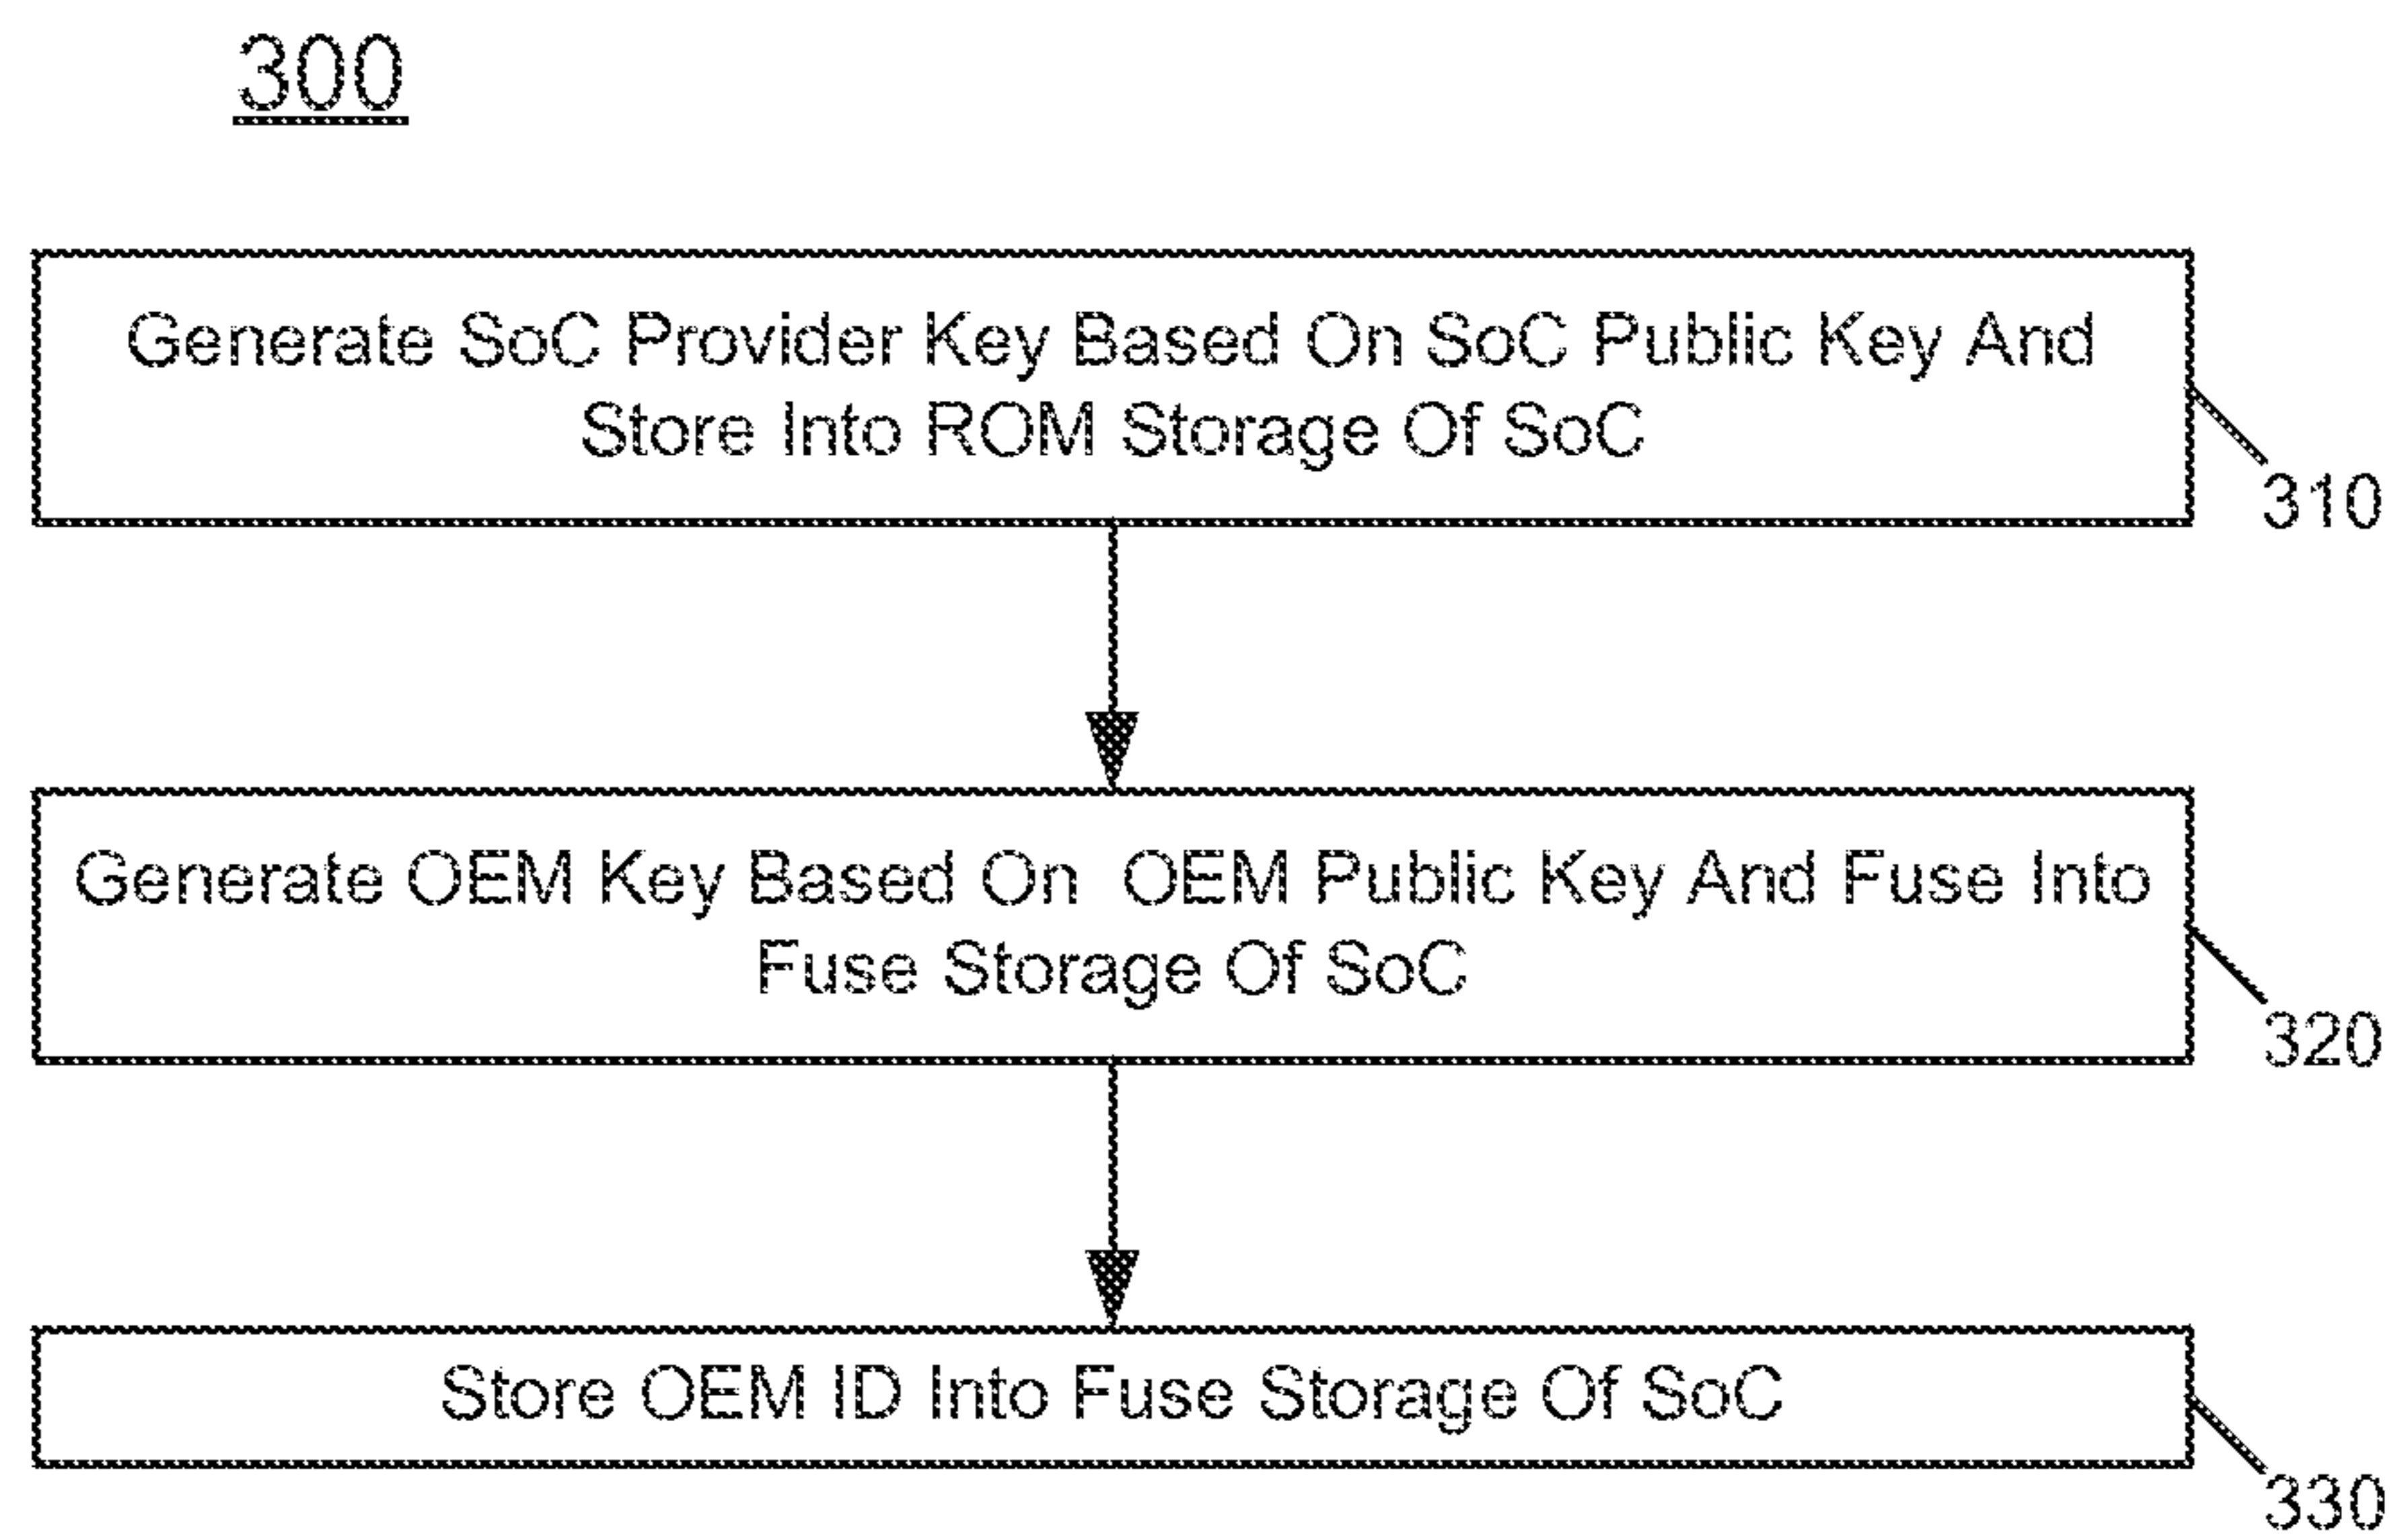 300
Generate SoC Provider Key Based On SoC Public Key And
Store Into ROM Storage Of SoC
310
Generate OEM Key Based On OEM Public Key And Fuse Into
Fuse Storage Of SoC
320
Store OEM ID Into Fuse Storage Of SoC
330